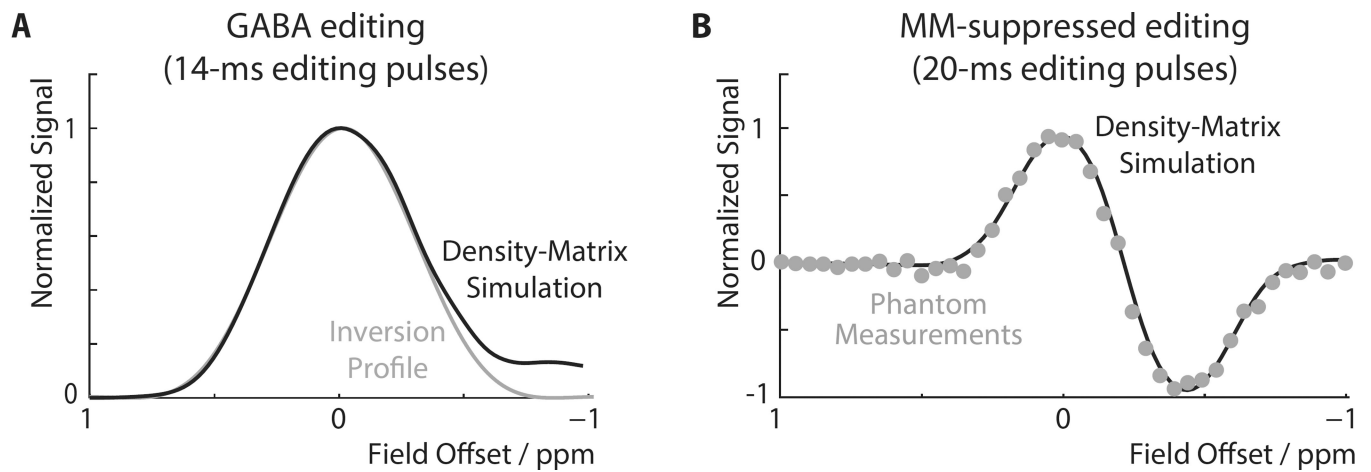 A
GABA editing
(14-ms editing pulses)
Normalized Signal
1
0
Density-Matrix
Simulation
Inversion
Profile
1
0
−1
Field Offset / ppm
B
MM-suppressed editing
(20-ms editing pulses)
Normalized Signal
1
0
-1
Density-Matrix
Simulation
Phantom
Measurements
1
0
−1
Field Offset / ppm